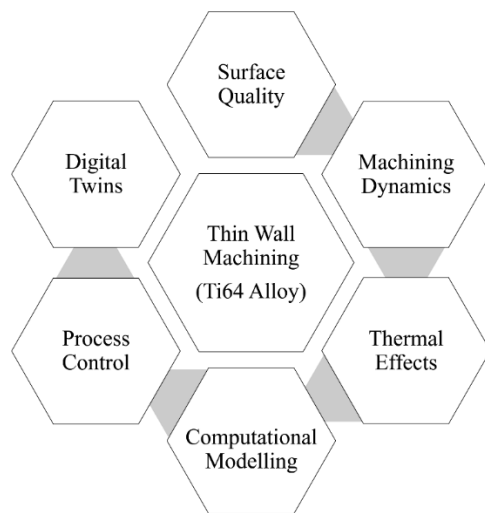 Surface
Quality
Digital
Twins
Machining
Dynamics
Thin Wall
Machining
(Ti64 Alloy)
Process
Control
Thermal
Effects
Computational
Modelling